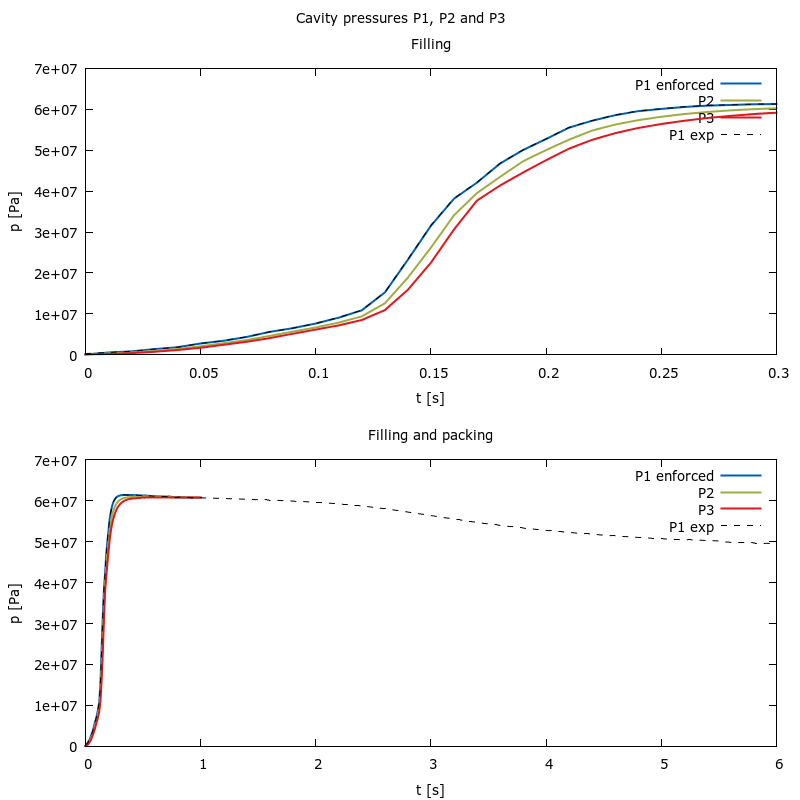 Cavity pressures P1, P2 and P3
Filling
7e+07
6e+07
5e+07
4e+07
3e+07
2e+07
1e+07
0
p [Pa]
P1 enforced
P2
P3
P1 exp
0 0.05 0.1 0.15 0.2 0.25 0.3
t [s]
Filling and packing
7e+07
6e+07
5e+07
4e+07
3e+07
2e+07
1e+07
0
p [Pa]
P1 enforced
P2
P3
P1 exp
0 1 2 3 4 5 6
t [s]